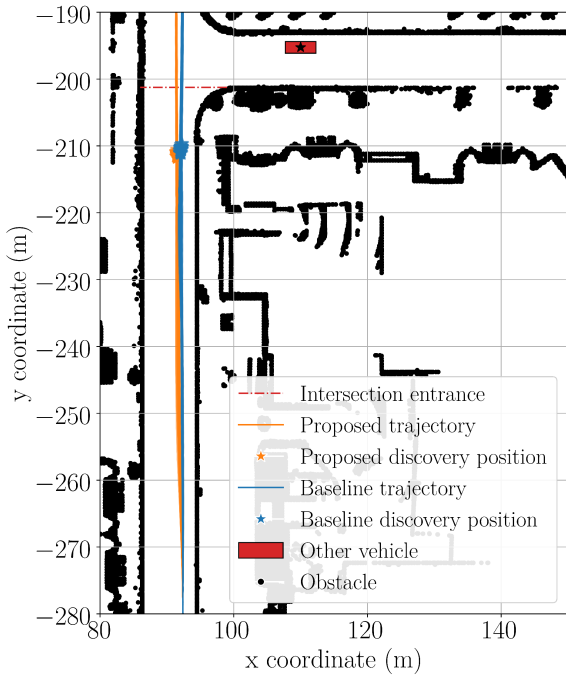 −190
−200
−210
−220
−230
−240
−250
−260
−270
−280
y coordinate (m)
Intersection entrance
Proposed trajectory
Proposed discovery position
Baseline trajectory
Baseline discovery position
Other vehicle
Obstacle
80 100 120 140
x coordinate (m)